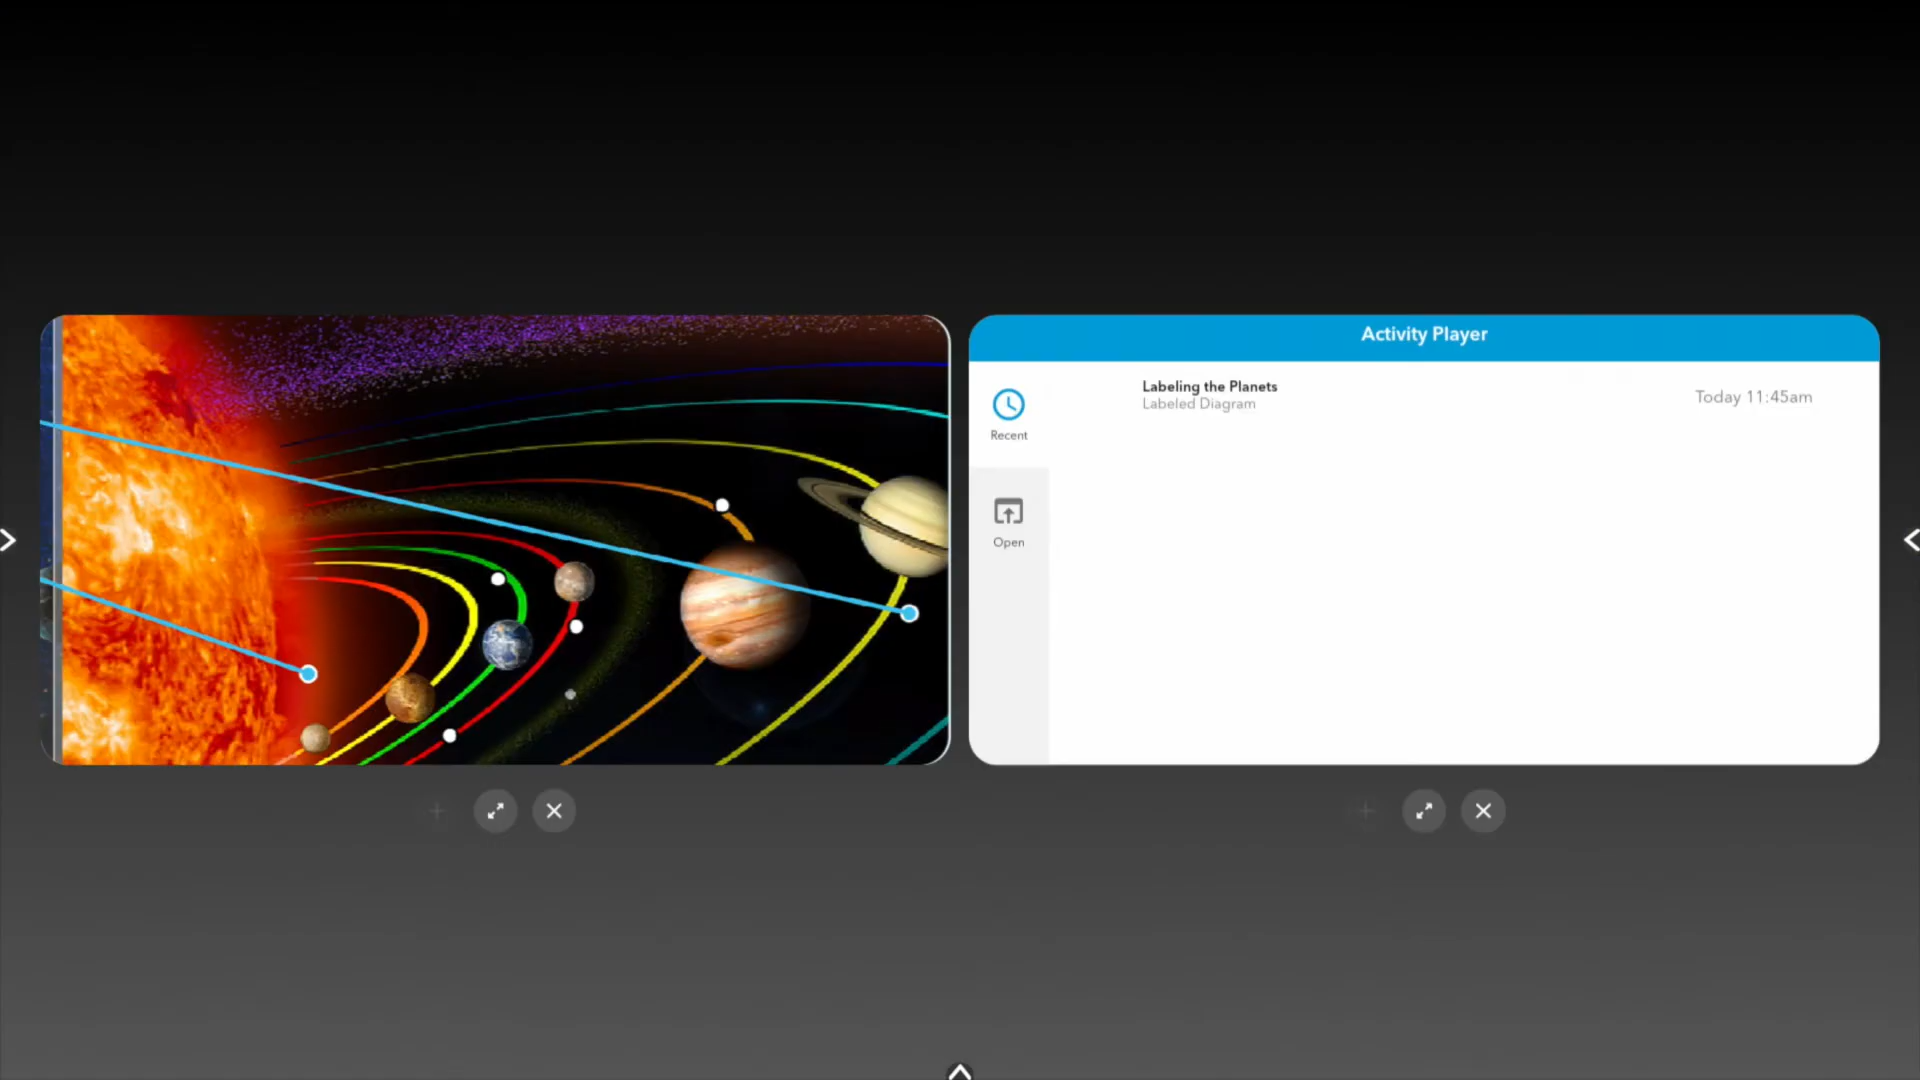 Activity Player
Labeling the Planets
Labeled Diagram
Today 11:45am
Recent
Open